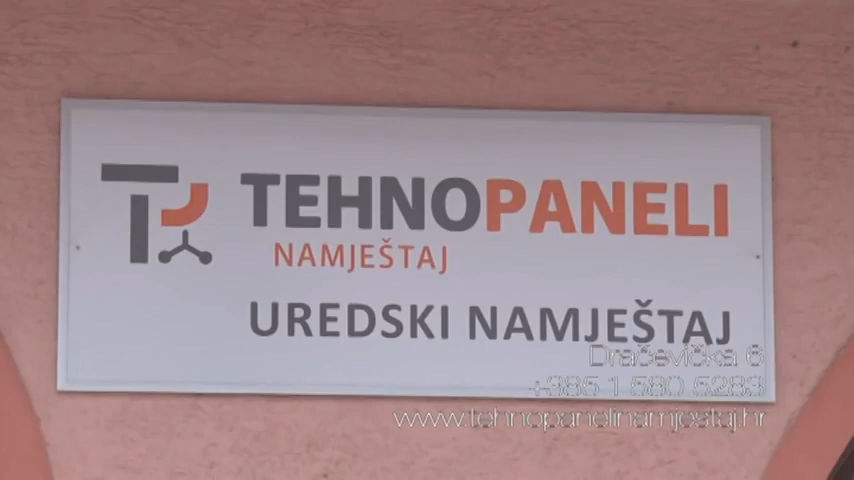 TEHNOPANELI
NAMJEŠTAJ
UREDSKI NAMJEŠTAJ
Dračevička 6
+385 1 580 5283
www.tehnopanelinamjestaj.hr